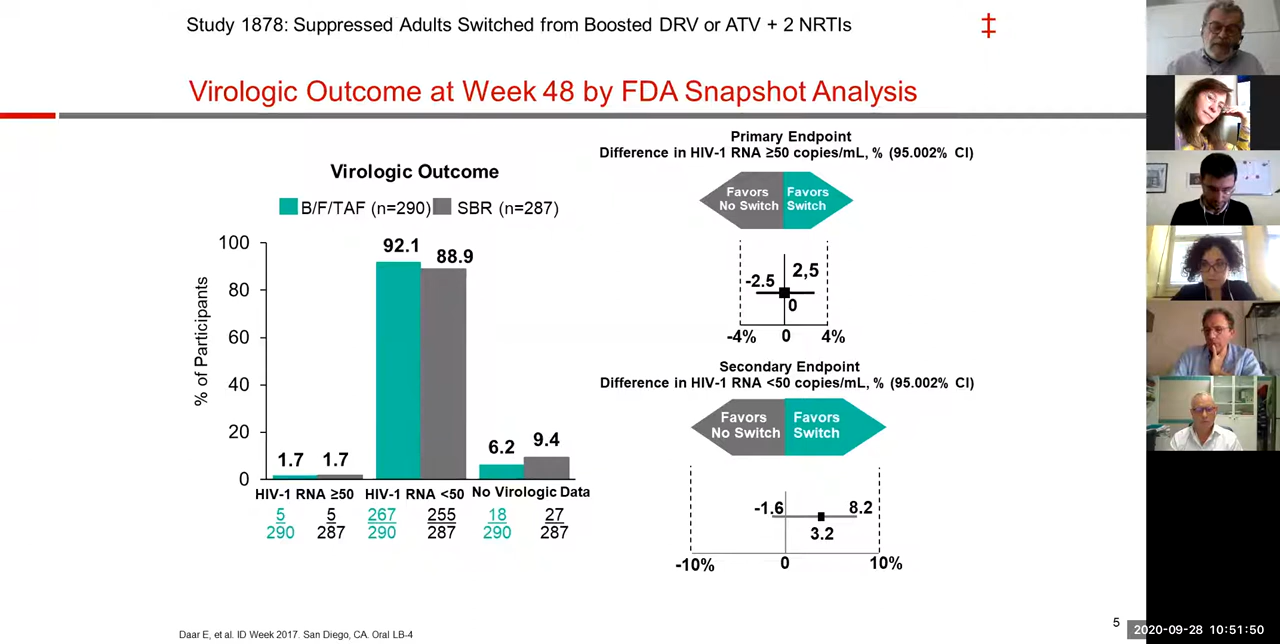 Study 1878: Suppressed Adults Switched from Boosted DRV or ATV + 2 NRTIs
‡
Virologic Outcome at Week 48 by FDA Snapshot Analysis
Virologic Outcome
B/F/TAF (n=290)
SBR (n=287)
% of Participants
100
80
60
40
20
0
1.7
1.7
92.1
88.9
6.2
9.4
HIV-1 RNA ≥50
HIV-1 RNA <50
No Virologic Data
5
290
5
287
267
290
255
287
18
290
27
287
Primary Endpoint
Difference in HIV-1 RNA ≥50 copies/mL, % (95.002% CI)
Favors
No Switch
Favors
Switch
-2.5
2,5
0
-4%
0
4%
Secondary Endpoint
Difference in HIV-1 RNA <50 copies/mL, % (95.002% CI)
Favors
No Switch
Favors
Switch
-1.6
8.2
3.2
-10%
0
10%
Daar E, et al. ID Week 2017. San Diego, CA. Oral LB-4
5
2020-09-28 10:51:50